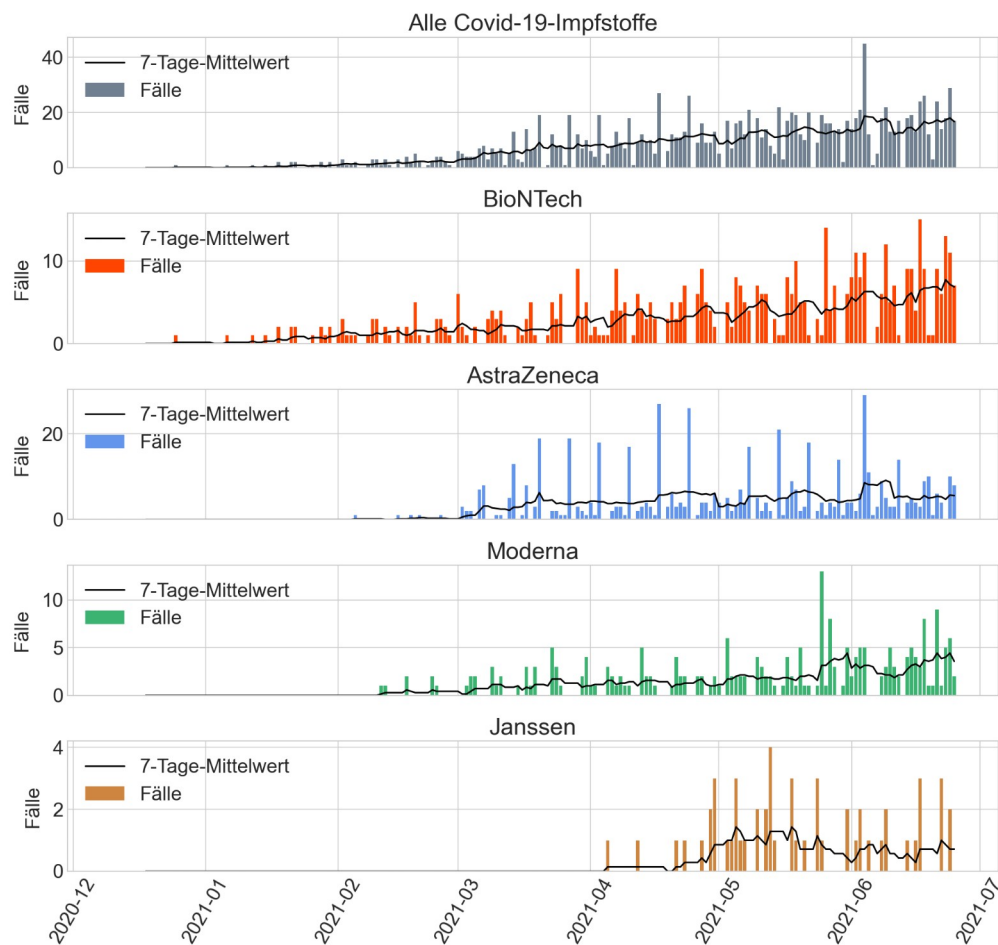 Alle Covid-19-Impfstoffe
Fälle
40
20
0
7-Tage-Mittelwert
Fälle
BioNTech
Fälle
10
0
7-Tage-Mittelwert
Fälle
AstraZeneca
Fälle
20
0
7-Tage-Mittelwert
Fälle
Moderna
Fälle
10
5
0
7-Tage-Mittelwert
Fälle
Janssen
Fälle
4
2
0
7-Tage-Mittelwert
Fälle
2020-12
2021-01
2021-02
2021-03
2021-04
2021-05
2021-06
2021-07